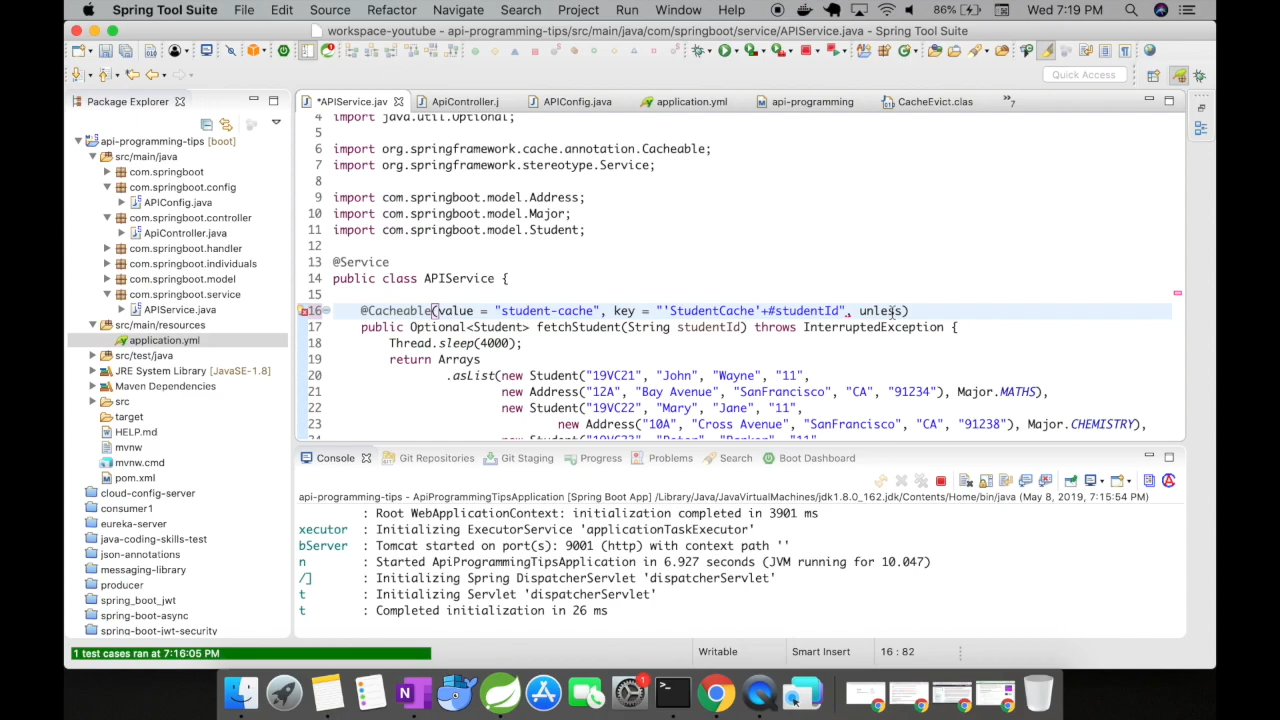 Spring Tool Suite File Edit Source Refactor Navigate Search Project Run Window Help 86% Wed 7:19 PM
workspace-youtube - api-programming-tips/src/main/java/com/springboot/service/APIService.java - Spring Tool Suite
Quick Access
Package Explorer
*APIService.jav
ApiController.j
APIConfig.java
application.yml
api-programming
CacheEvict.clas
7
api-programming-tips [boot]
src/main/java
com.springboot
com.springboot.config
APIConfig.java
com.springboot.controller
ApiController.java
com.springboot.handler
com.springboot.individuals
com.springboot.model
com.springboot.service
APIService.java
src/main/resources
application.yml
src/test/java
JRE System Library [JavaSE-1.8]
Maven Dependencies
src
target
HELP.md
mvnw
mvnw.cmd
pom.xml
cloud-config-server
consumer1
eureka-server
java-coding-skills-test
json-annotations
messaging-library
producer
spring_boot_jwt
spring-boot-async
spring-boot-jwt-security
4 import java.util.Optional;
5
6 import org.springframework.cache.annotation.Cacheable;
7 import org.springframework.stereotype.Service;
8
9 import com.springboot.model.Address;
10 import com.springboot.model.Major;
11 import com.springboot.model.Student;
12
13 @Service
14 public class APIService {
15
16 @Cacheable(value = "student-cache", key = "'StudentCache'+#studentId", unless)
17 public Optional<Student> fetchStudent(String studentId) throws InterruptedException {
18 Thread.sleep(4000);
19 return Arrays
20 .asList(new Student("19VC21", "John", "Wayne", "11",
21 new Address("12A", "Bay Avenue", "SanFrancisco", "CA", "91234"), Major.MATHS),
22 new Student("19VC22", "Mary", "Jane", "11",
23 new Address("10A", "Cross Avenue", "SanFrancisco", "CA", "91238"), Major.CHEMISTRY),
24 new Student("19VC23", "Peter", "Parker", "11",
Console Git Repositories Git Staging Progress Problems Search Boot Dashboard
api-programming-tips - ApiProgrammingTipsApplication [Spring Boot App] /Library/Java/JavaVirtualMachines/jdk1.8.0_162.jdk/Contents/Home/bin/java (May 8, 2019, 7:15:54 PM)
: Root WebApplicationContext: initialization completed in 3901 ms
xecutor : Initializing ExecutorService 'applicationTaskExecutor'
bServer : Tomcat started on port(s): 9001 (http) with context path ''
n : Started ApiProgrammingTipsApplication in 6.927 seconds (JVM running for 10.047)
/] : Initializing Spring DispatcherServlet 'dispatcherServlet'
t : Initializing Servlet 'dispatcherServlet'
t : Completed initialization in 26 ms
1 test cases ran at 7:16:05 PM
Writable Smart Insert 16 : 82
1